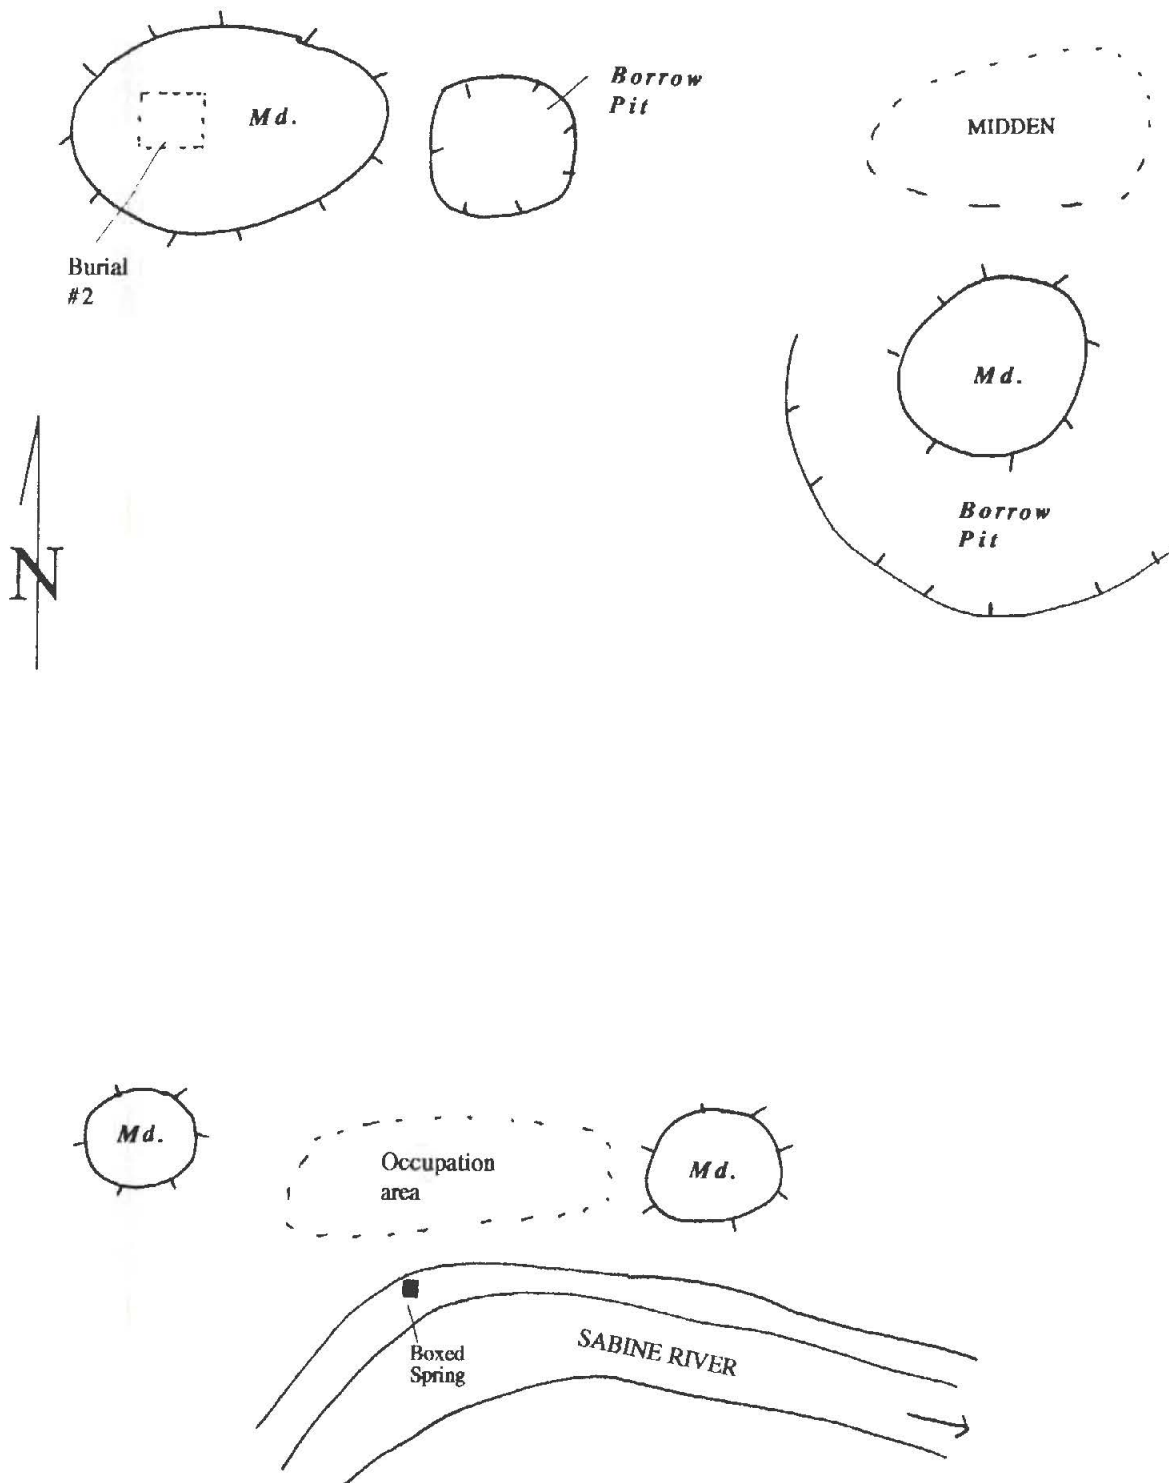 Borrow
Pit
Md.
MIDDEN
Burial
#2
Md.
Borrow
Pit
N
Md.
Occupation
area
Md.
Boxed
Spring
SABINE RIVER